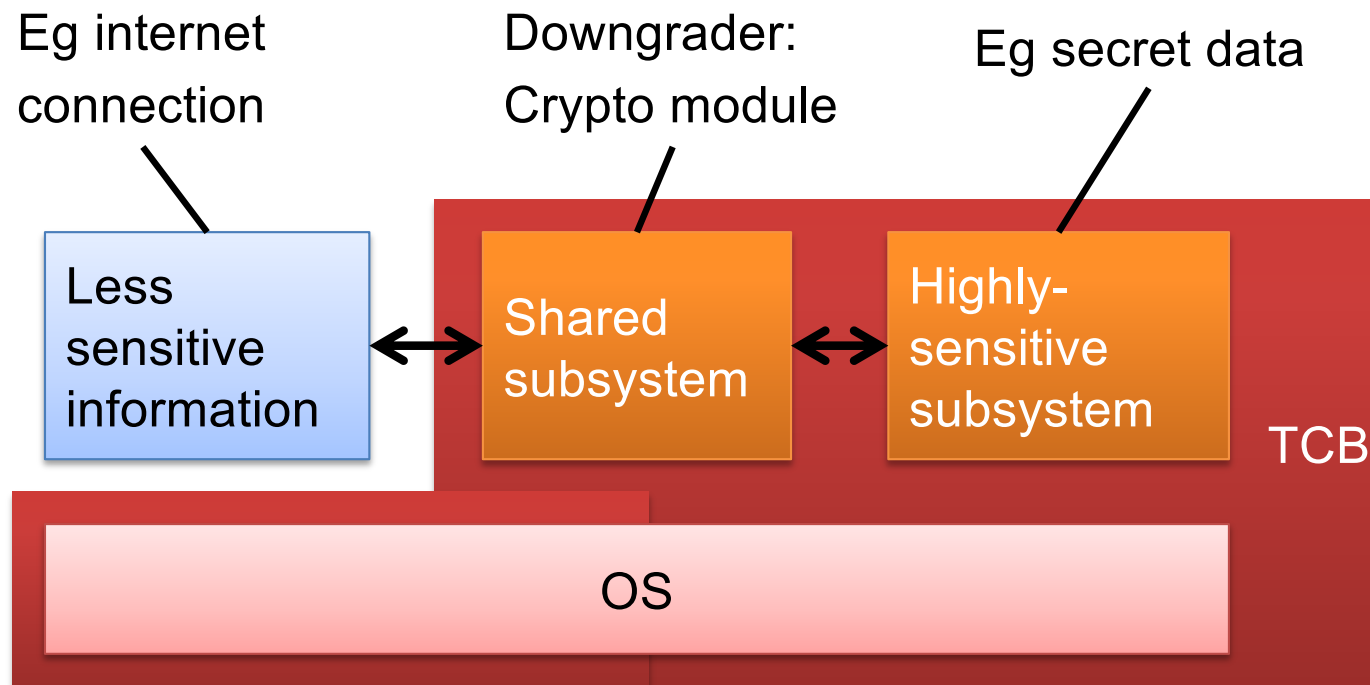 Eg internet
connection
Downgrader:
Crypto module
Eg secret data
Less
sensitive
information
Shared
subsystem
Highly-
sensitive
subsystem
TCB
OS